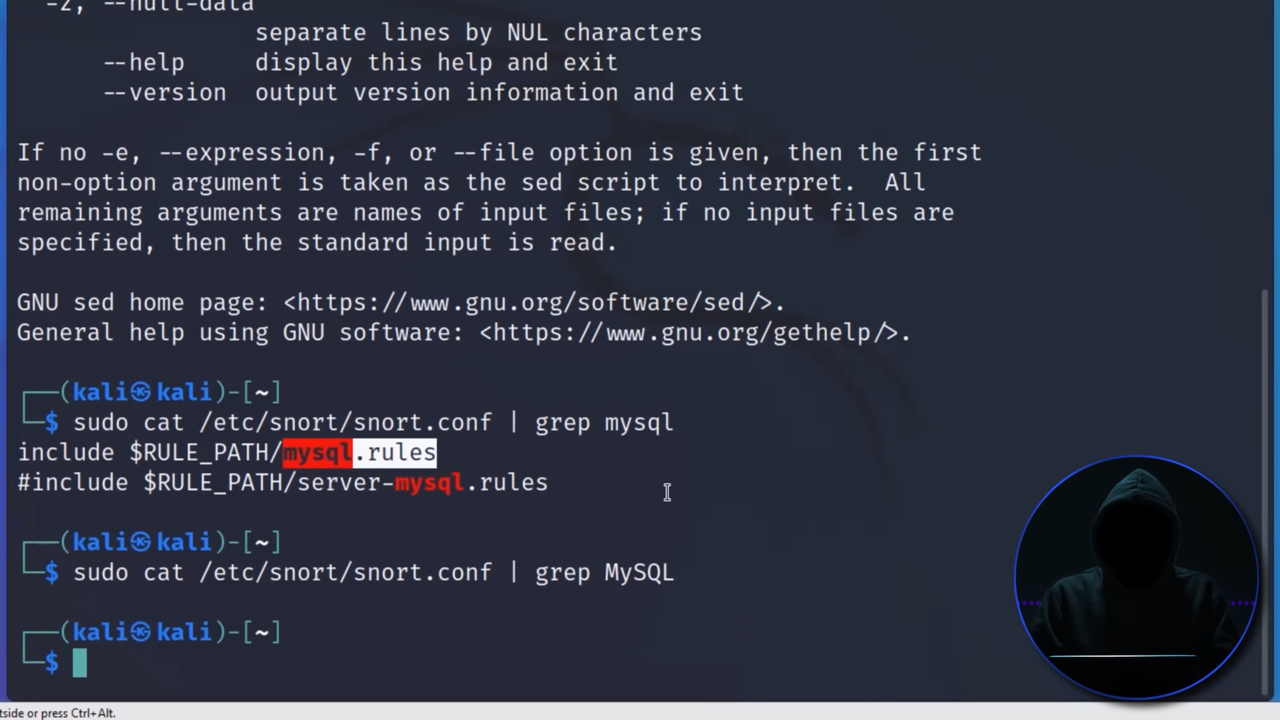 -z, --null-data
separate lines by NUL characters
--help display this help and exit
--version output version information and exit
If no -e, --expression, -f, or --file option is given, then the first
non-option argument is taken as the sed script to interpret. All
remaining arguments are names of input files; if no input files are
specified, then the standard input is read.
GNU sed home page: <https://www.gnu.org/software/sed/>.
General help using GNU software: <https://www.gnu.org/gethelp/>.
┌──(kali㉿kali)-[~]
└─$ sudo cat /etc/snort/snort.conf | grep mysql
include $RULE_PATH/mysql.rules
#include $RULE_PATH/server-mysql.rules
┌──(kali㉿kali)-[~]
└─$ sudo cat /etc/snort/snort.conf | grep MySQL
┌──(kali㉿kali)-[~]
└─$
tside or press Ctrl+Alt.